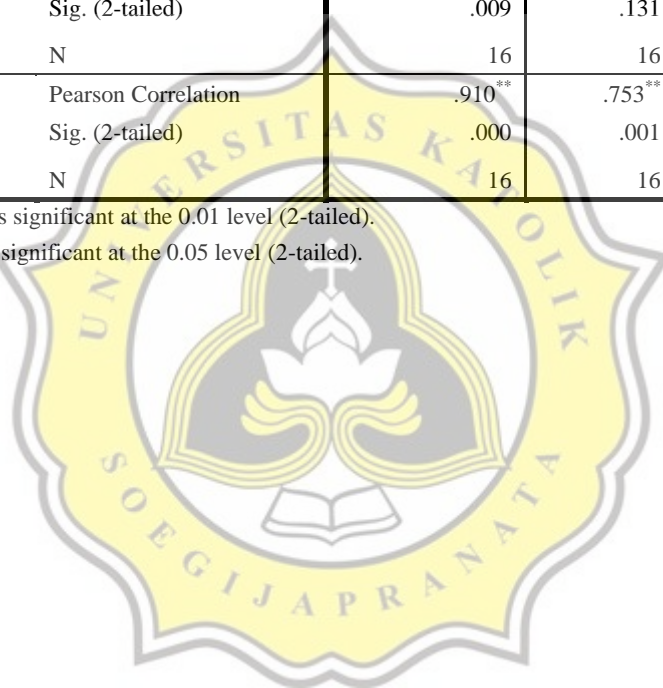 Sig. (2-tailed) .009 .131
N 16 16
Pearson Correlation .910** .753**
Sig. (2-tailed) .000 .001
N 16 16
s significant at the 0.01 level (2-tailed).
significant at the 0.05 level (2-tailed).
UNIVERSITAS KATOLIK
SOEGIJAPRANATA